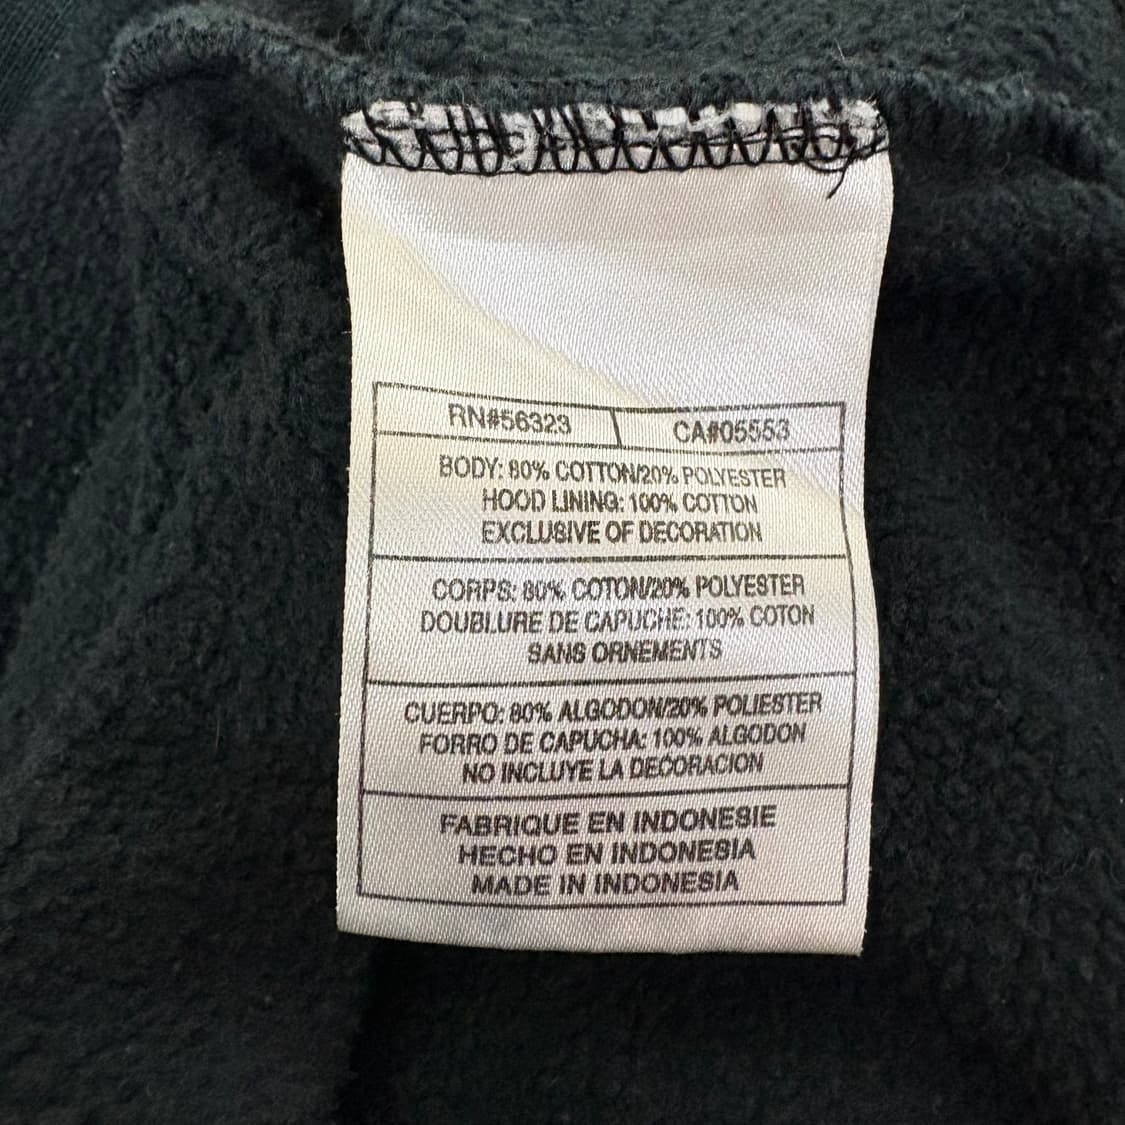 RN#56323 CA#05553
BODY: 80% COTTON/20% POLYESTER
HOOD LINING: 100% COTTON
EXCLUSIVE OF DECORATION
CORPS: 80% COTON/20% POLYESTER
DOUBLURE DE CAPUCHE: 100% COTON
SANS ORNEMENTS
CUERPO: 80% ALGODON/20% POLIESTER
FORRO DE CAPUCHA: 100% ALGODON
NO INCLUYE LA DECORACION
FABRIQUE EN INDONESIE
HECHO EN INDONESIA
MADE IN INDONESIA